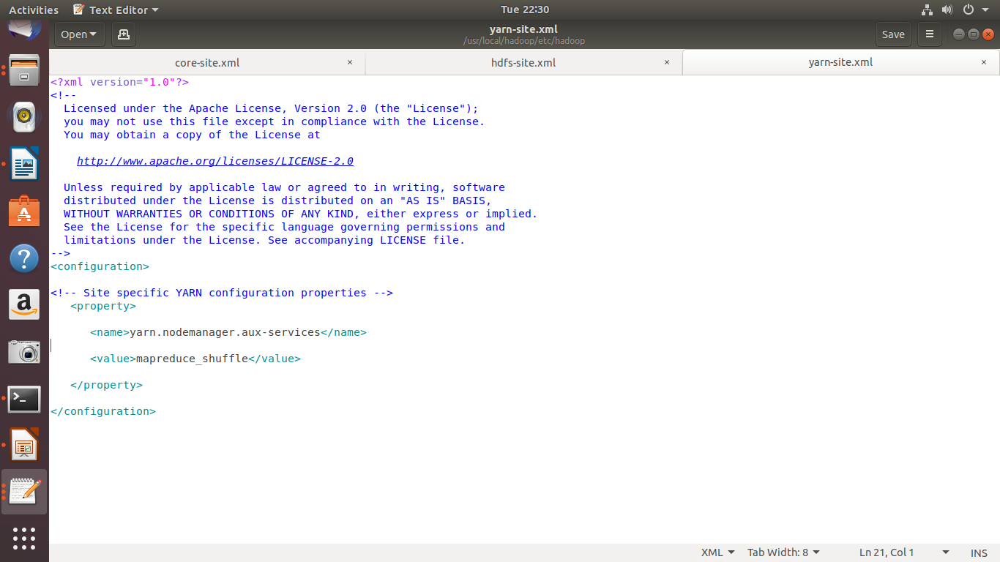 Activities Text Editor Tue 22:30
Open yarn-site.xml Save
/usr/local/hadoop/etc/hadoop
core-site.xml × hdfs-site.xml × yarn-site.xml ×
<?xml version="1.0"?>
<!--
  Licensed under the Apache License, Version 2.0 (the "License");
  you may not use this file except in compliance with the License.
  You may obtain a copy of the License at
    http://www.apache.org/licenses/LICENSE-2.0
  Unless required by applicable law or agreed to in writing, software
  distributed under the License is distributed on an "AS IS" BASIS,
  WITHOUT WARRANTIES OR CONDITIONS OF ANY KIND, either express or implied.
  See the License for the specific language governing permissions and
  limitations under the License. See accompanying LICENSE file.
-->
<configuration>
<!-- Site specific YARN configuration properties -->
   <property>
      <name>yarn.nodemanager.aux-services</name>
      <value>mapreduce_shuffle</value>
   </property>
</configuration>
XML Tab Width: 8 Ln 21, Col 1 INS